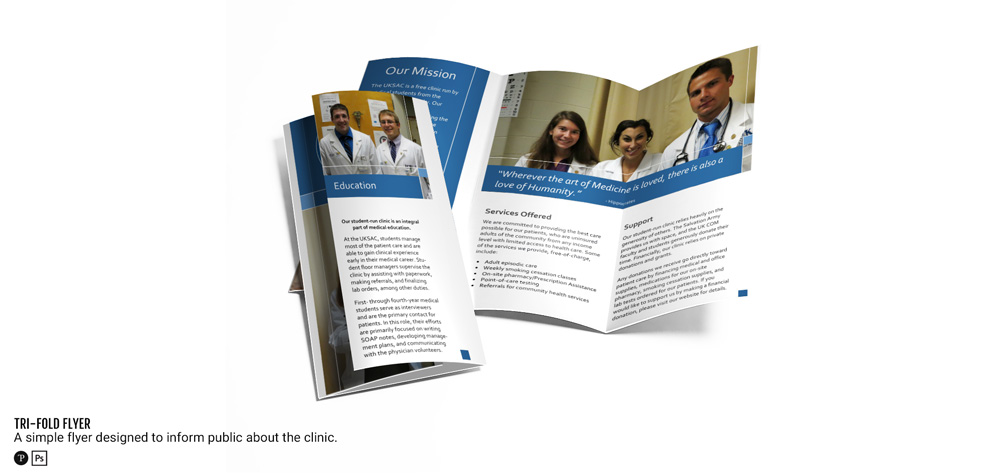 Our Mission
The UKSAC is a free clinic run by
students from the
Our
Education
Our student-run clinic is an integral
part of medical education.
At the UKSAC, students manage
most of the patient care and are
able to gain clinical experience
early in their medical career. Stu-
dent floor managers supervise the
clinic by assisting with paperwork,
making referrals, and finalizing
lab orders, among other duties.
First- through fourth-year medical
students serve as interviewers
and are the primary contact for
patients. In this role, their efforts
are primarily focused on writing
SOAP notes, developing manage-
ment plans, and communicating
with the physician volunteers.
"Wherever the art of Medicine is loved, there is also a
love of Humanity."
- Hippocrates
Services Offered
We are committed to providing the best care
possible for our patients, who are uninsured
adults of the community from any income
level with limited access to health care. Some
of the services we provide, free-of-charge,
include:
• Adult episodic care
• Weekly smoking cessation classes
• On-site pharmacy/Prescription Assistance
• Point-of-care testing
• Referrals for community health services
Support
Our student-run clinic relies heavily on the
generosity of others. The Salvation Army
provides us with space, and the UK COM
faculty and students generously donate their
time. Financially, our clinic relies on private
donations and grants.
Any donations we receive go directly toward
patient care by financing medical and office
supplies, medications for our on-site
pharmacy, smoking cessation classes, and
lab tests ordered for our patients. If you
would like to support us by making a financial
donation, please visit our website for details.
TRI-FOLD FLYER
A simple flyer designed to inform public about the clinic.
Ps